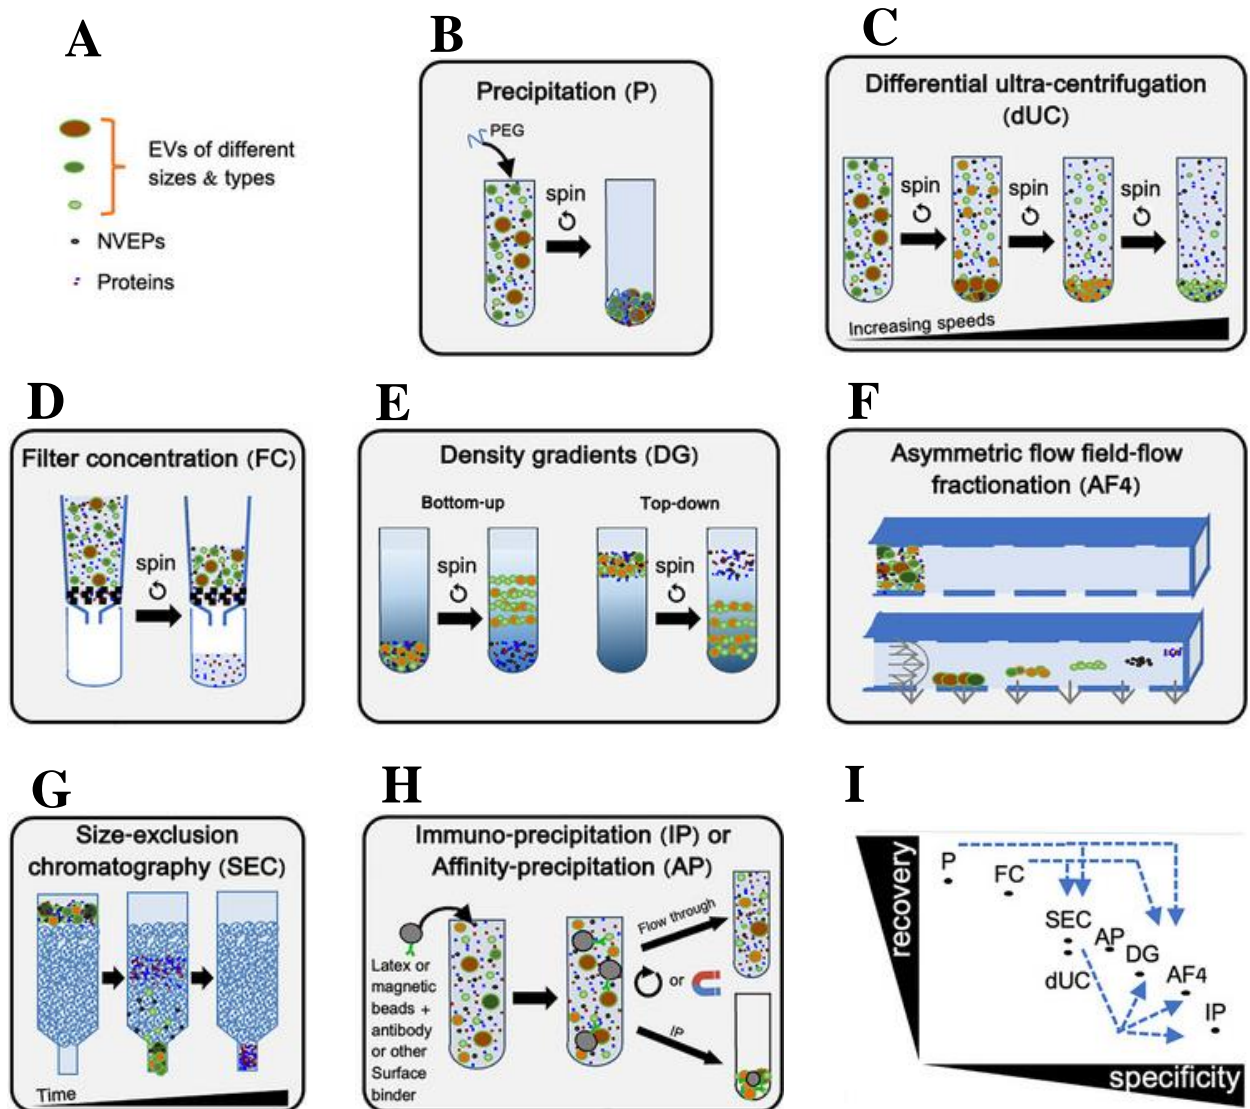 A
EVs of different
sizes & types
NVEPs
Proteins
B
Precipitation (P)
PEG
spin
C
Differential ultra-centrifugation
(dUC)
spin
spin
spin
Increasing speeds
D
Filter concentration (FC)
spin
E
Density gradients (DG)
Bottom-up
Top-down
spin
spin
F
Asymmetric flow field-flow
fractionation (AF4)
G
Size-exclusion
chromatography (SEC)
Time
H
Immuno-precipitation (IP) or
Affinity-precipitation (AP)
Latex or
magnetic
beads +
antibody
or other
Surface
binder
Flow through
or
IP
I
recovery
P
FC
SEC
AP
DG
dUC
AF4
IP
specificity